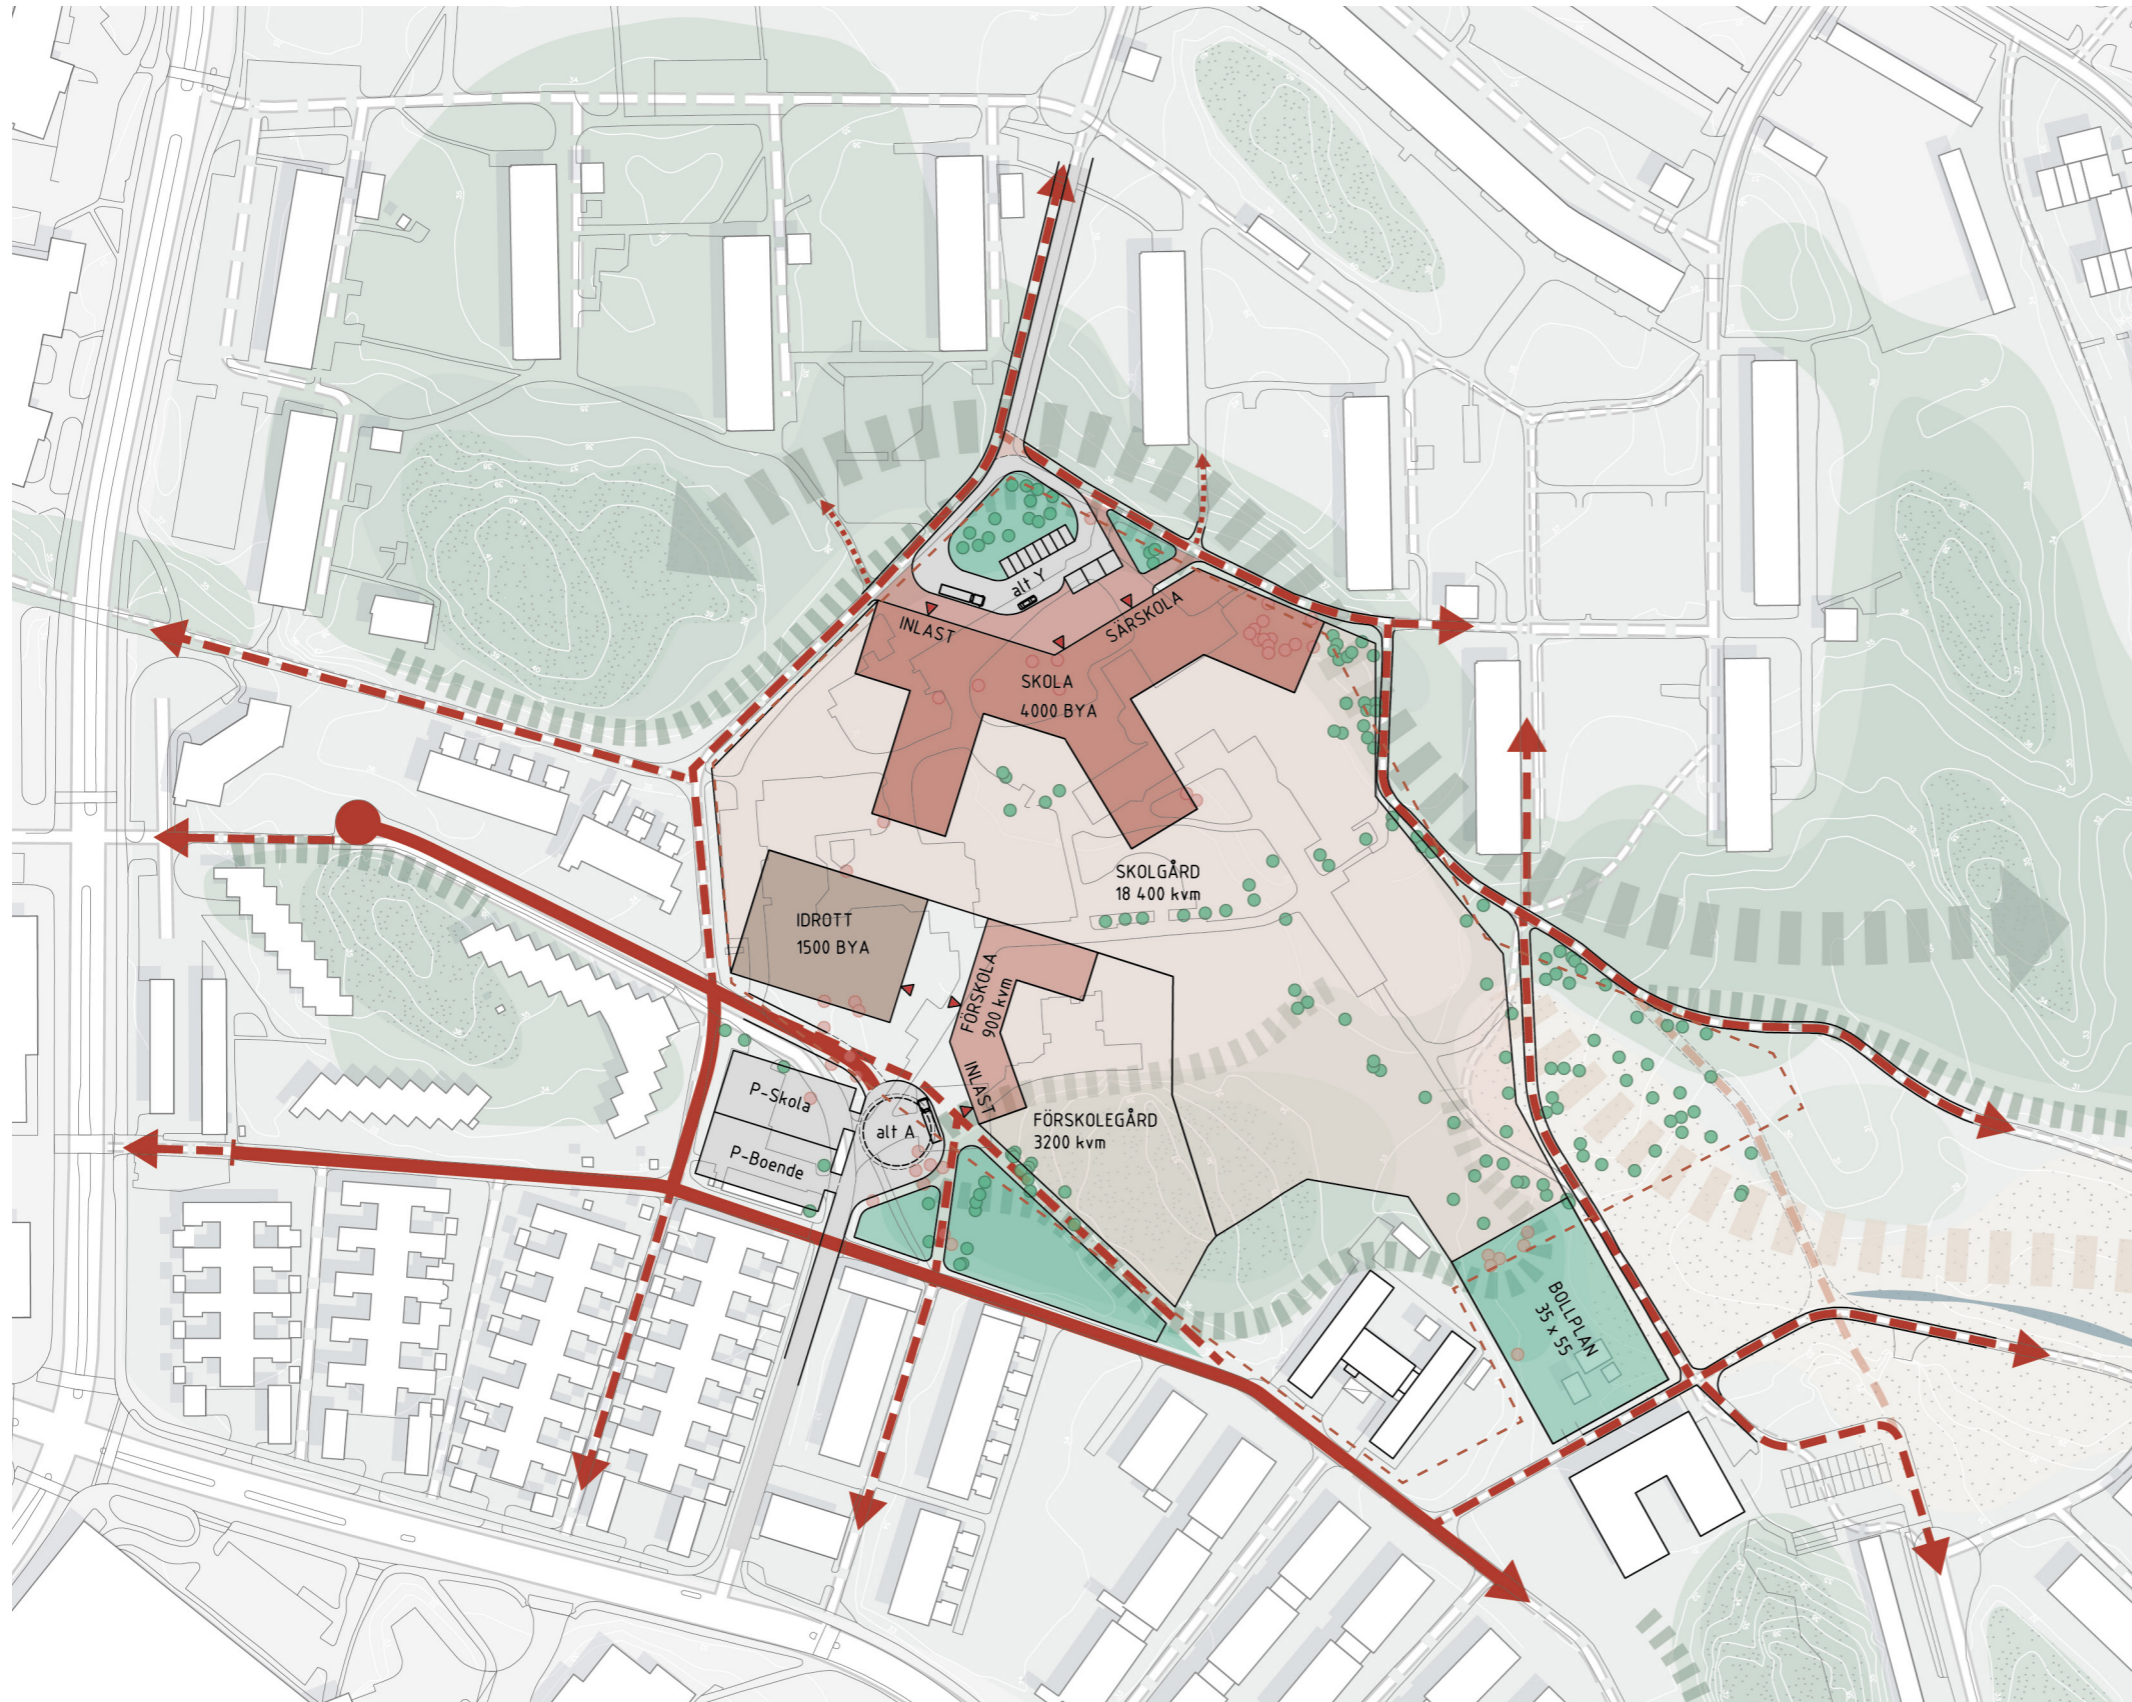 alt Y
INLAST
SÄRSKOLA
SKOLA
4000 BYA
SKOLGÅRD
18 400 kvm
IDROTT
1500 BYA
FÖRSKOLA
900 kvm
INLAST
FÖRSKOLEGÅRD
3200 kvm
P-Skola
alt A
P-Boende
BOLLPLAN
35 x 55